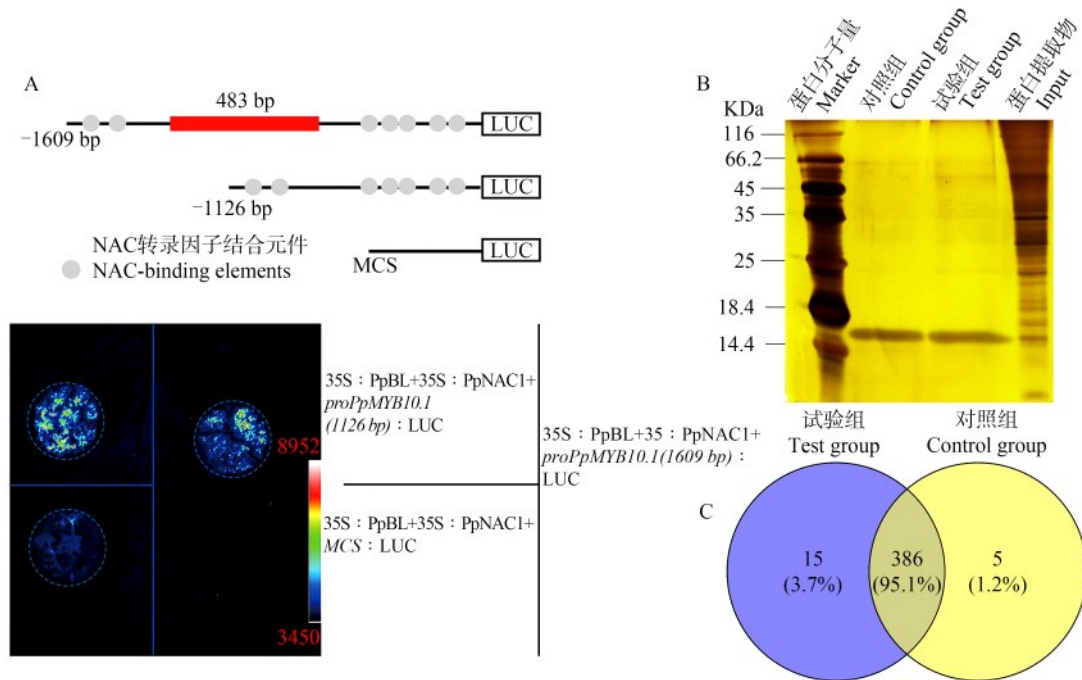 A
483 bp
LUC
−1609 bp
LUC
−1126 bp
NAC转录因子结合元件
NAC-binding elements
MCS
LUC
8952
3450
35S：PpBL+35S：PpNAC1+
proPpMYB10.1
(1126 bp)：LUC
35S：PpBL+35S：PpNAC1+
MCS：LUC
35S：PpBL+35：PpNAC1+
proPpMYB10.1(1609 bp)：
LUC
B
蛋白分子量
Marker
对照组
Control group
试验组
Test group
蛋白提取物
Input
KDa
116
66.2
45
35
25
18.4
14.4
C
试验组
Test group
对照组
Control group
15
(3.7%)
386
(95.1%)
5
(1.2%)